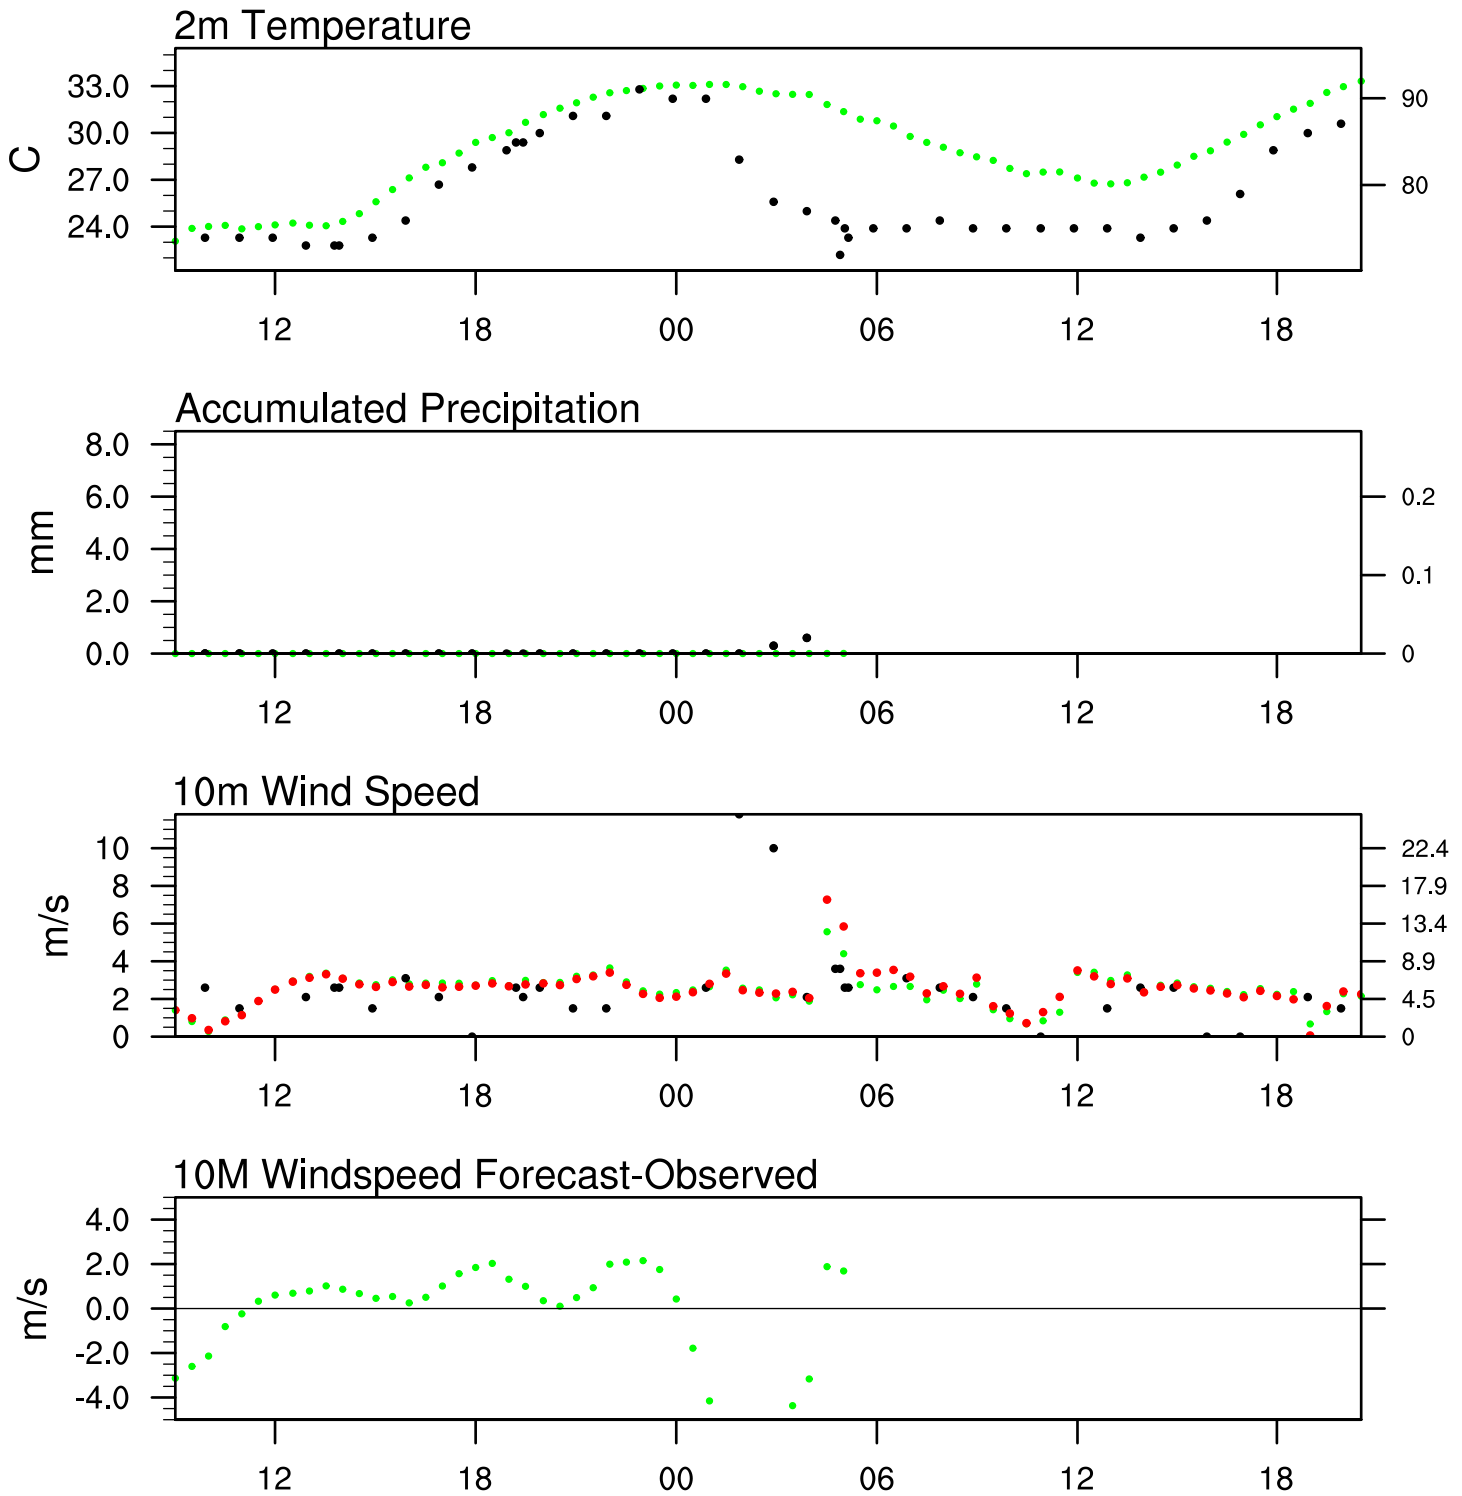 2m Temperature
33.0
30.0
27.0
24.0
C
90
80
12 18 00 06 12 18
Accumulated Precipitation
8.0
6.0
4.0
2.0
0.0
mm
0.2
0.1
0
12 18 00 06 12 18
10m Wind Speed
10
8
6
4
2
0
m/s
22.4
17.9
13.4
8.9
4.5
0
12 18 00 06 12 18
10M Windspeed Forecast-Observed
4.0
2.0
0.0
-2.0
-4.0
m/s
12 18 00 06 12 18